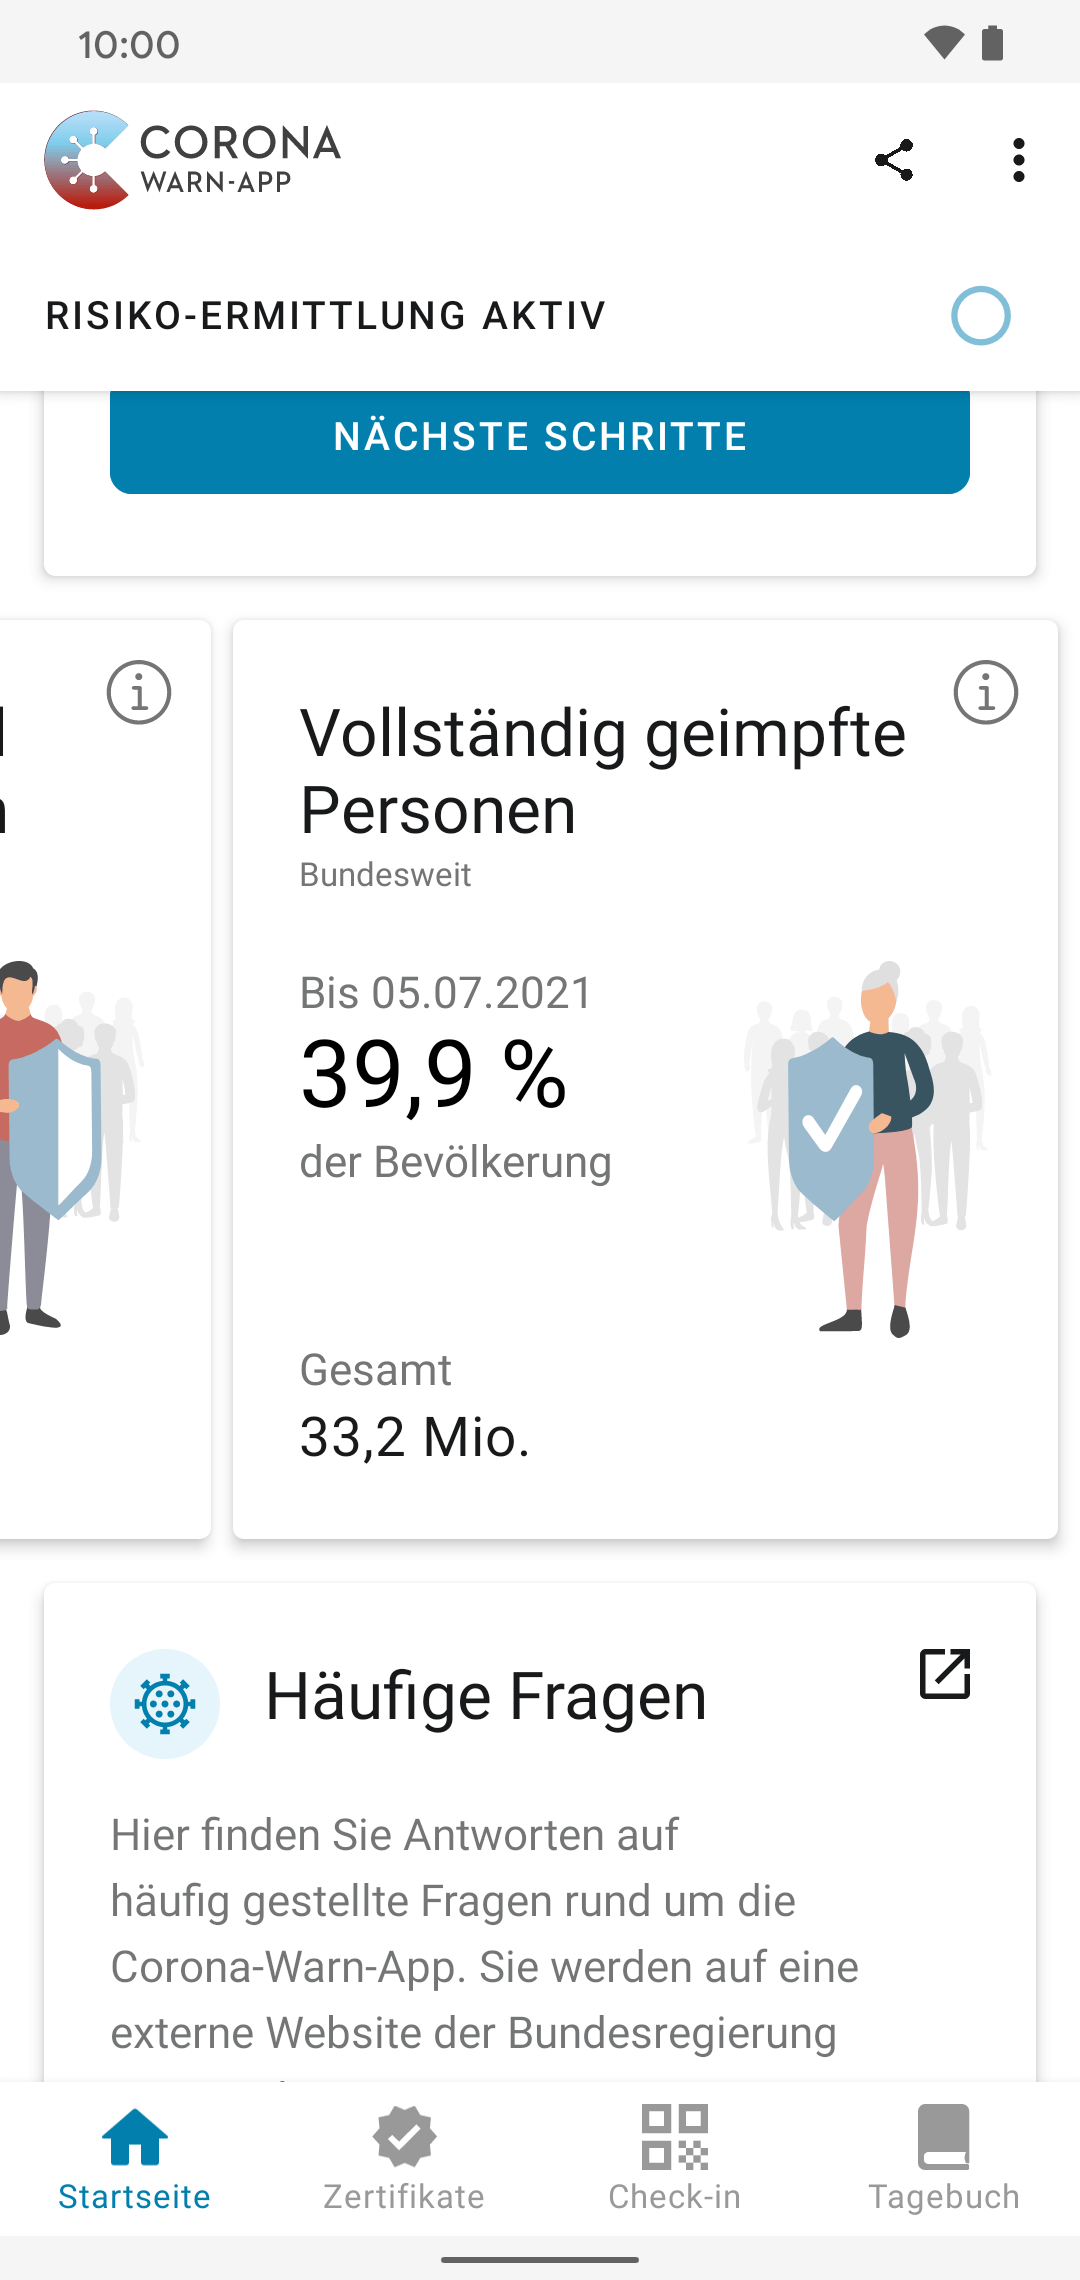 10:00
CORONA
WARN-APP
RISIKO-ERMITTLUNG AKTIV
NÄCHSTE SCHRITTE
Vollständig geimpfte
Personen
Bundesweit
Bis 05.07.2021
39,9 %
der Bevölkerung
Gesamt
33,2 Mio.
Häufige Fragen
Hier finden Sie Antworten auf
häufig gestellte Fragen rund um die
Corona-Warn-App. Sie werden auf eine
externe Website der Bundesregierung
Startseite
Zertifikate
Check-in
Tagebuch